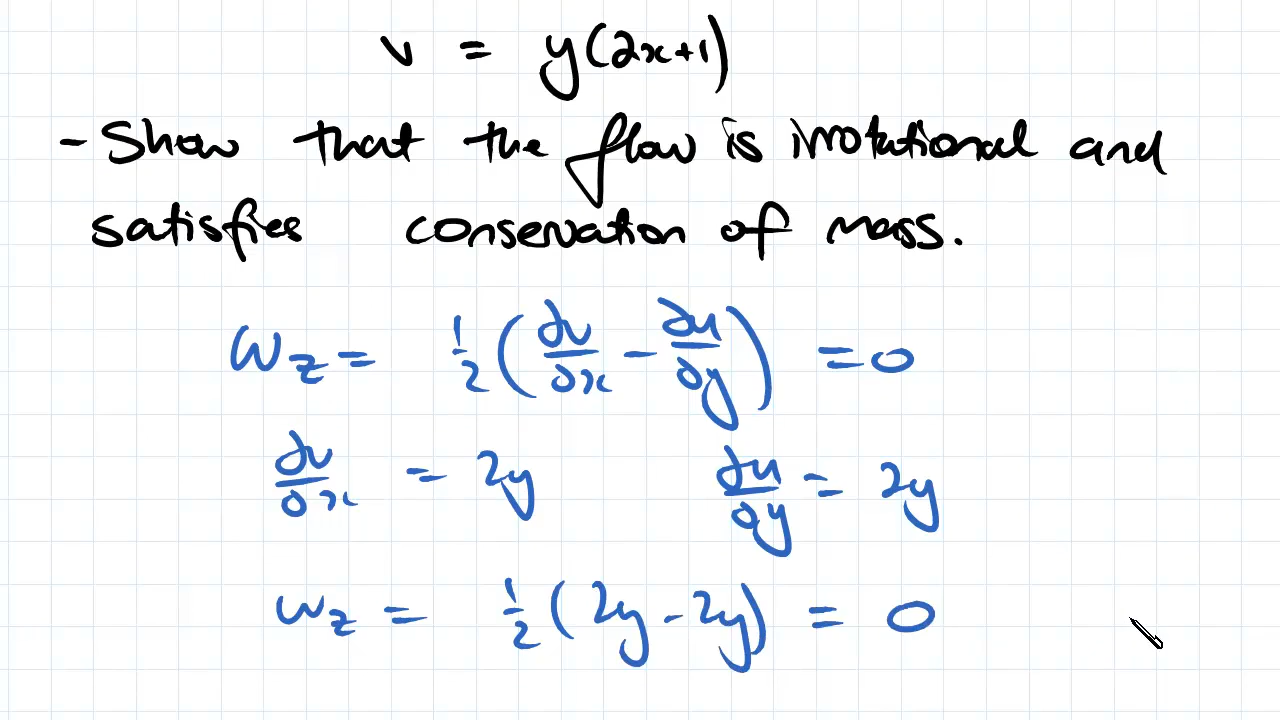 v = y(2x+1)
- Show that the flow is irrotational and
satisfies conservation of mass.
ωz = 1/2 (∂v/∂x - ∂u/∂y) = 0
∂v/∂x = 2y ∂u/∂y = 2y
ωz = 1/2 (2y - 2y) = 0